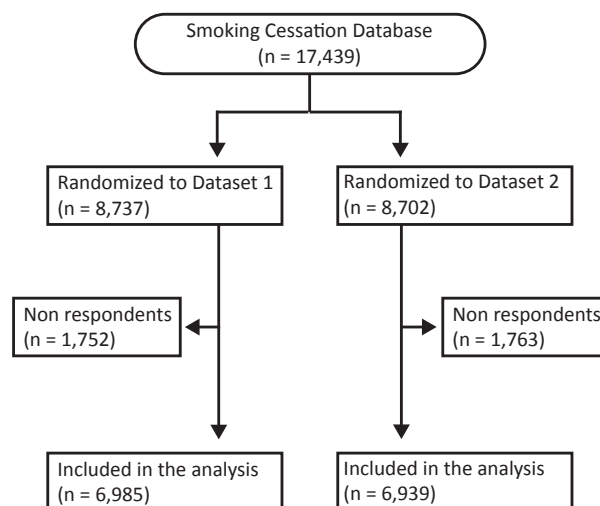 Smoking Cessation Database
(n = 17,439)
Randomized to Dataset 1
(n = 8,737)
Randomized to Dataset 2
(n = 8,702)
Non respondents
(n = 1,752)
Non respondents
(n = 1,763)
Included in the analysis
(n = 6,985)
Included in the analysis
(n = 6,939)